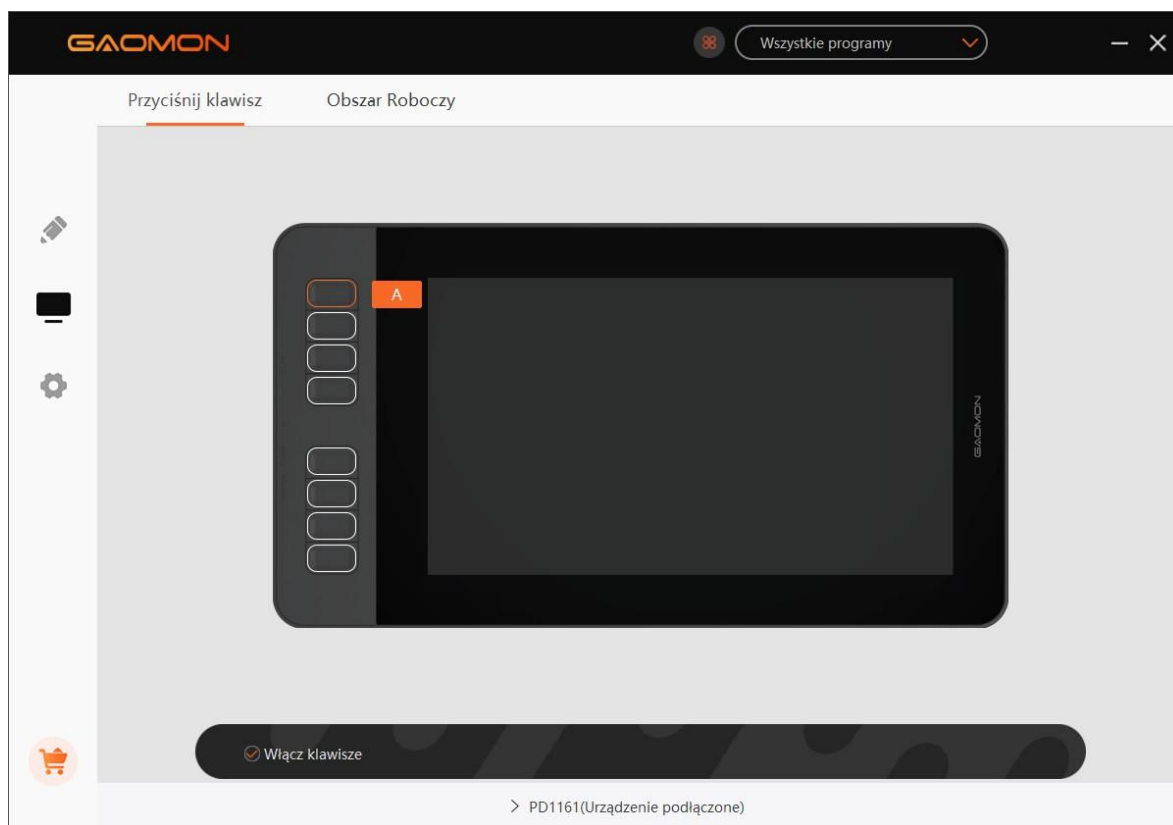 GAOMON
Wszystkie programy
Przyciśnij klawisz
Obszar Roboczy
A
GAOMON
Włącz klawisze
PD1161(Urządzenie podłączone)